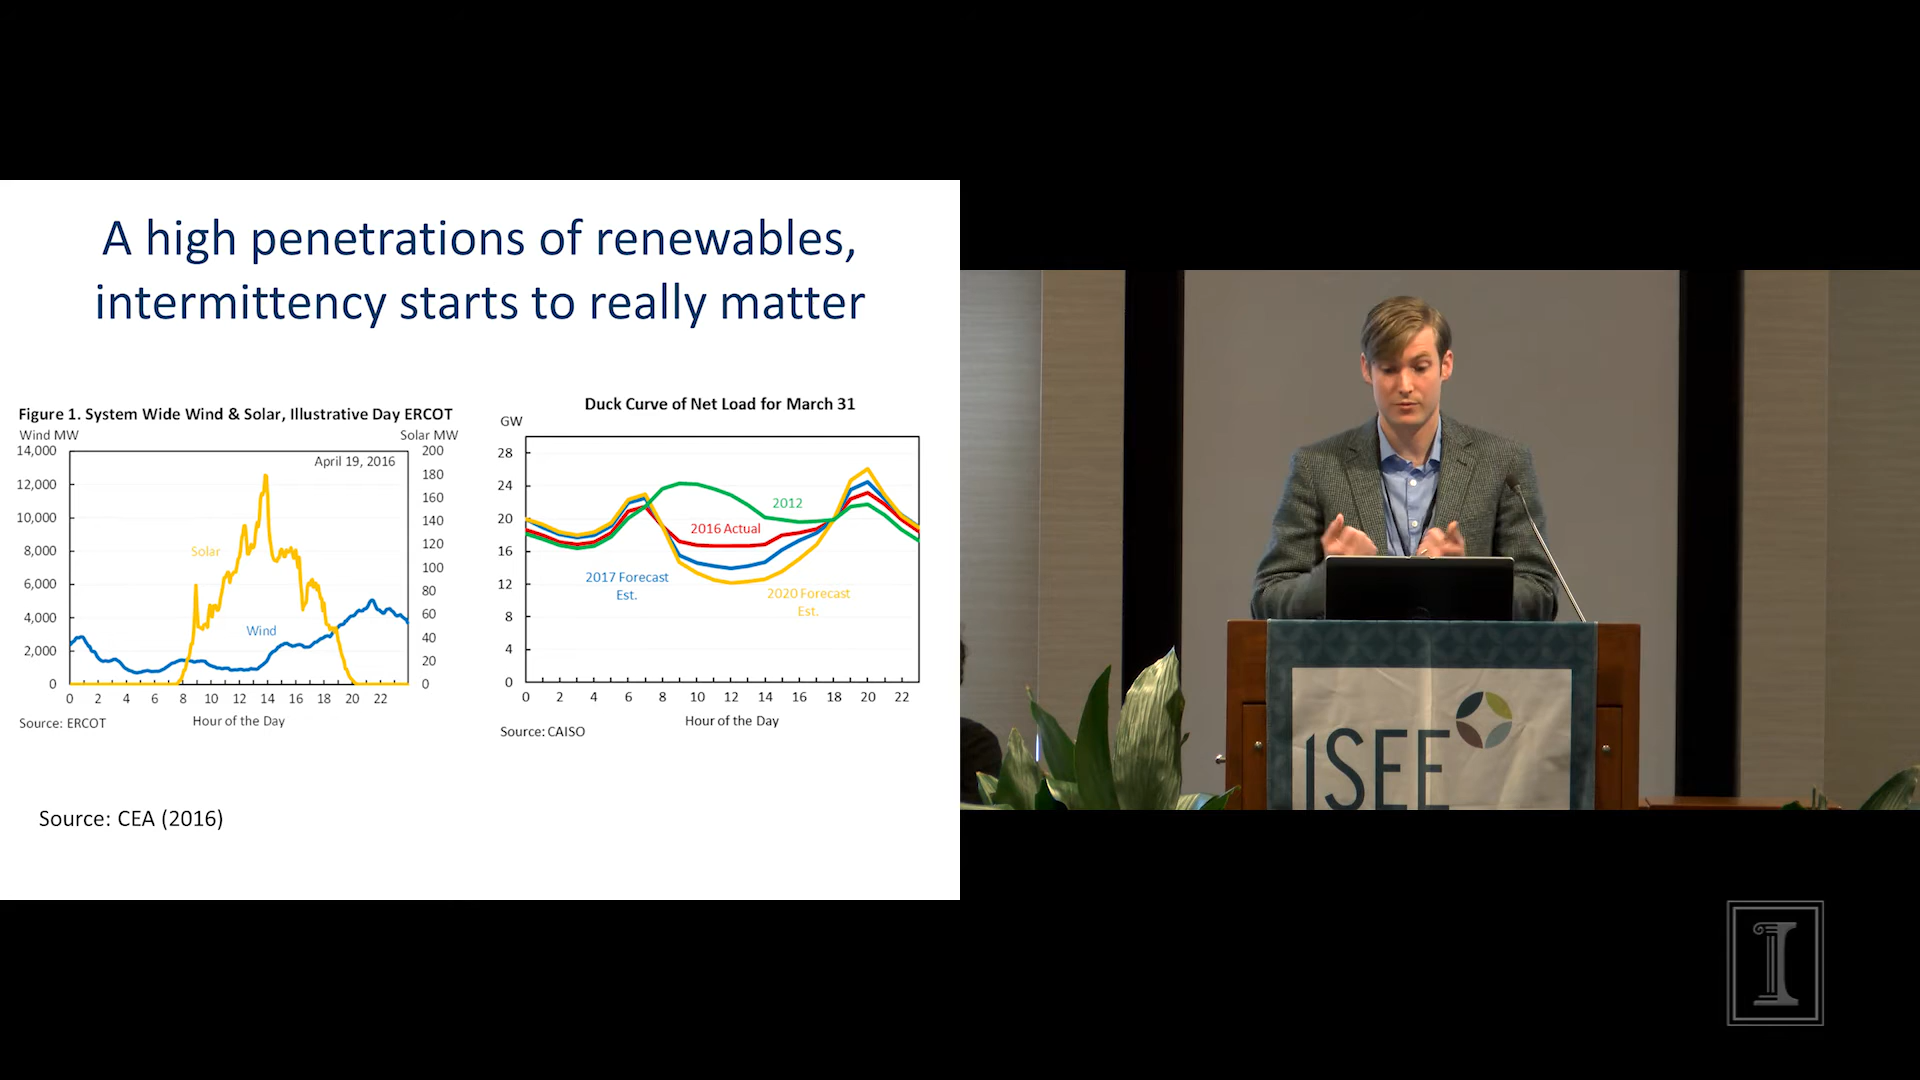 A high penetrations of renewables,
intermittency starts to really matter
Figure 1. System Wide Wind & Solar, Illustrative Day ERCOT
Wind MW
Solar MW
14,000
12,000
10,000
8,000
6,000
4,000
2,000
0
200
180
160
140
120
100
80
60
40
20
0
April 19, 2016
Solar
Wind
0 2 4 6 8 10 12 14 16 18 20 22
Hour of the Day
Source: ERCOT
Duck Curve of Net Load for March 31
GW
28
24
20
16
12
8
4
0
2012
2016 Actual
2017 Forecast
Est.
2020 Forecast
Est.
0 2 4 6 8 10 12 14 16 18 20 22
Hour of the Day
Source: CAISO
Source: CEA (2016)
ISEE
I